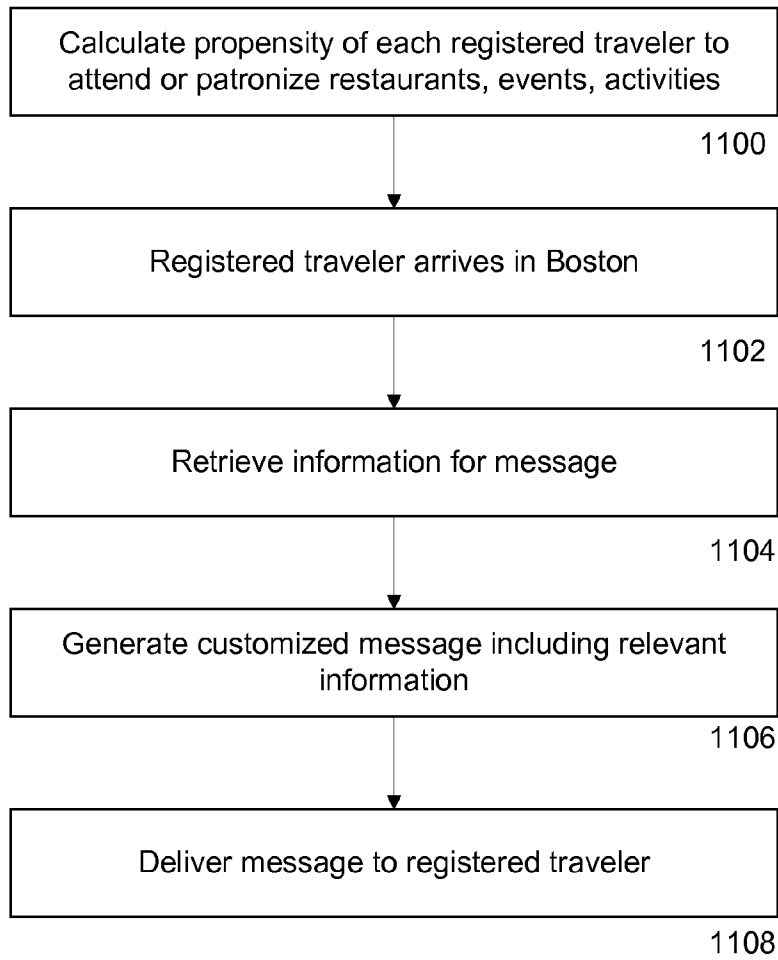 Calculate propensity of each registered traveler to
attend or patronize restaurants, events, activities
1100
Registered traveler arrives in Boston
1102
Retrieve information for message
1104
Generate customized message including relevant
information
1106
Deliver message to registered traveler
1108